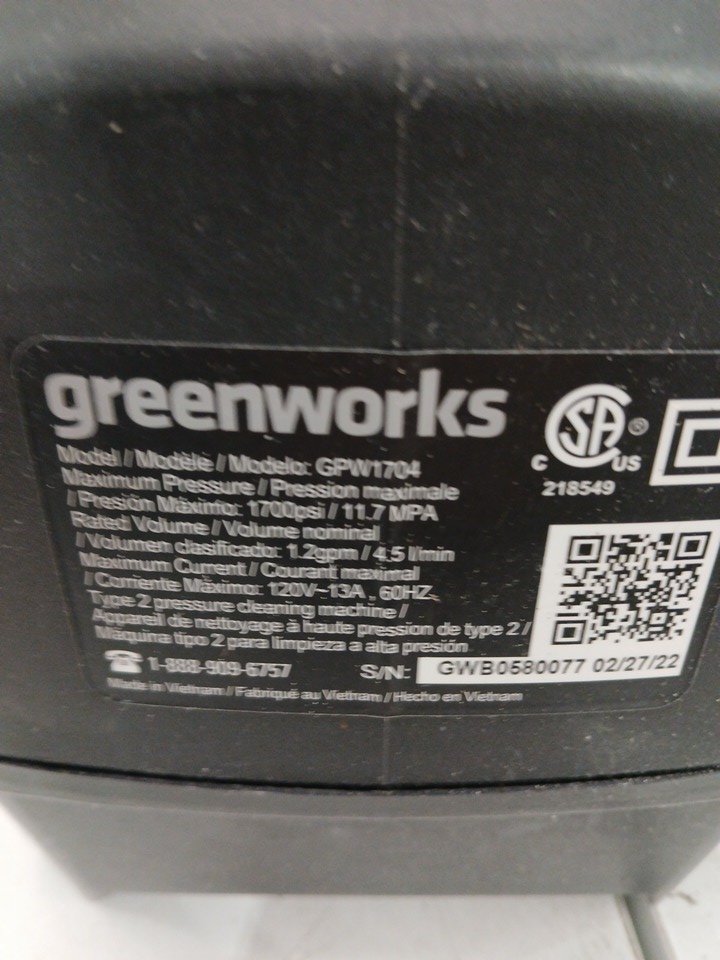 greenworks
Model / Modèle / Modelo: GPW1704
Maximum Pressure / Pression maximale
/ Presión Máximo: 1700psi / 11.7 MPA
Rated Volume / Volume nominal
/ Volumen clasificado: 1.2gpm / 4.5 l/min
Maximum Current / Courant maximal
/ Corriente Máximo: 120V~13A , 60HZ
Type 2 pressure cleaning machine /
Appareil de nettoyage à haute pression de type 2 /
Máquina tipo 2 para limpieza a alta presión
1-888-909-6757
S/N: GWB0580077 02/27/22
Made in Vietnam / Fabriqué au Vietnam / Hecho en Vietnam
C SA ® US
218549